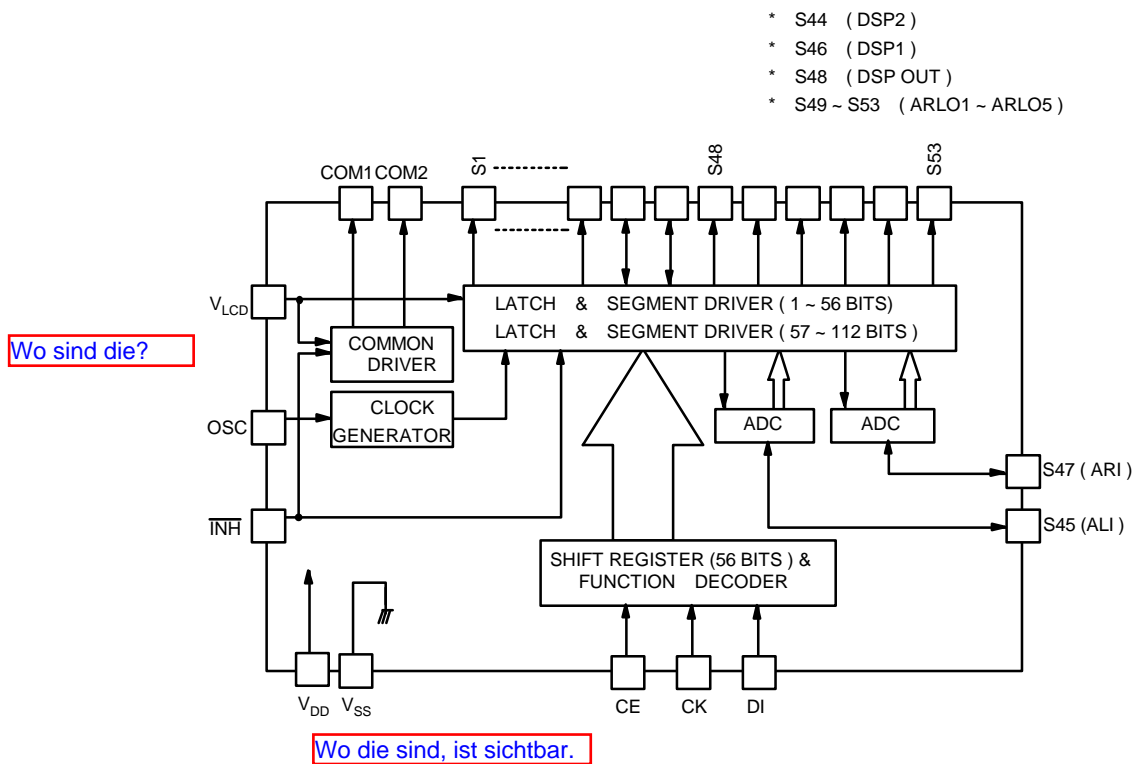 * S44 ( DSP2 )
* S46 ( DSP1 )
* S48 ( DSP OUT )
* S49 ~ S53 ( ARLO1 ~ ARLO5 )
COM1 COM2 S1 S48 S53
V_LCD
LATCH & SEGMENT DRIVER ( 1 ~ 56 BITS)
LATCH & SEGMENT DRIVER ( 57 ~ 112 BITS )
Wo sind die?
COMMON
DRIVER
OSC
CLOCK
GENERATOR
ADC
ADC
S47 ( ARI )
INH
S45 (ALI )
SHIFT REGISTER (56 BITS ) &
FUNCTION DECODER
V_DD V_SS CE CK DI
Wo die sind, ist sichtbar.